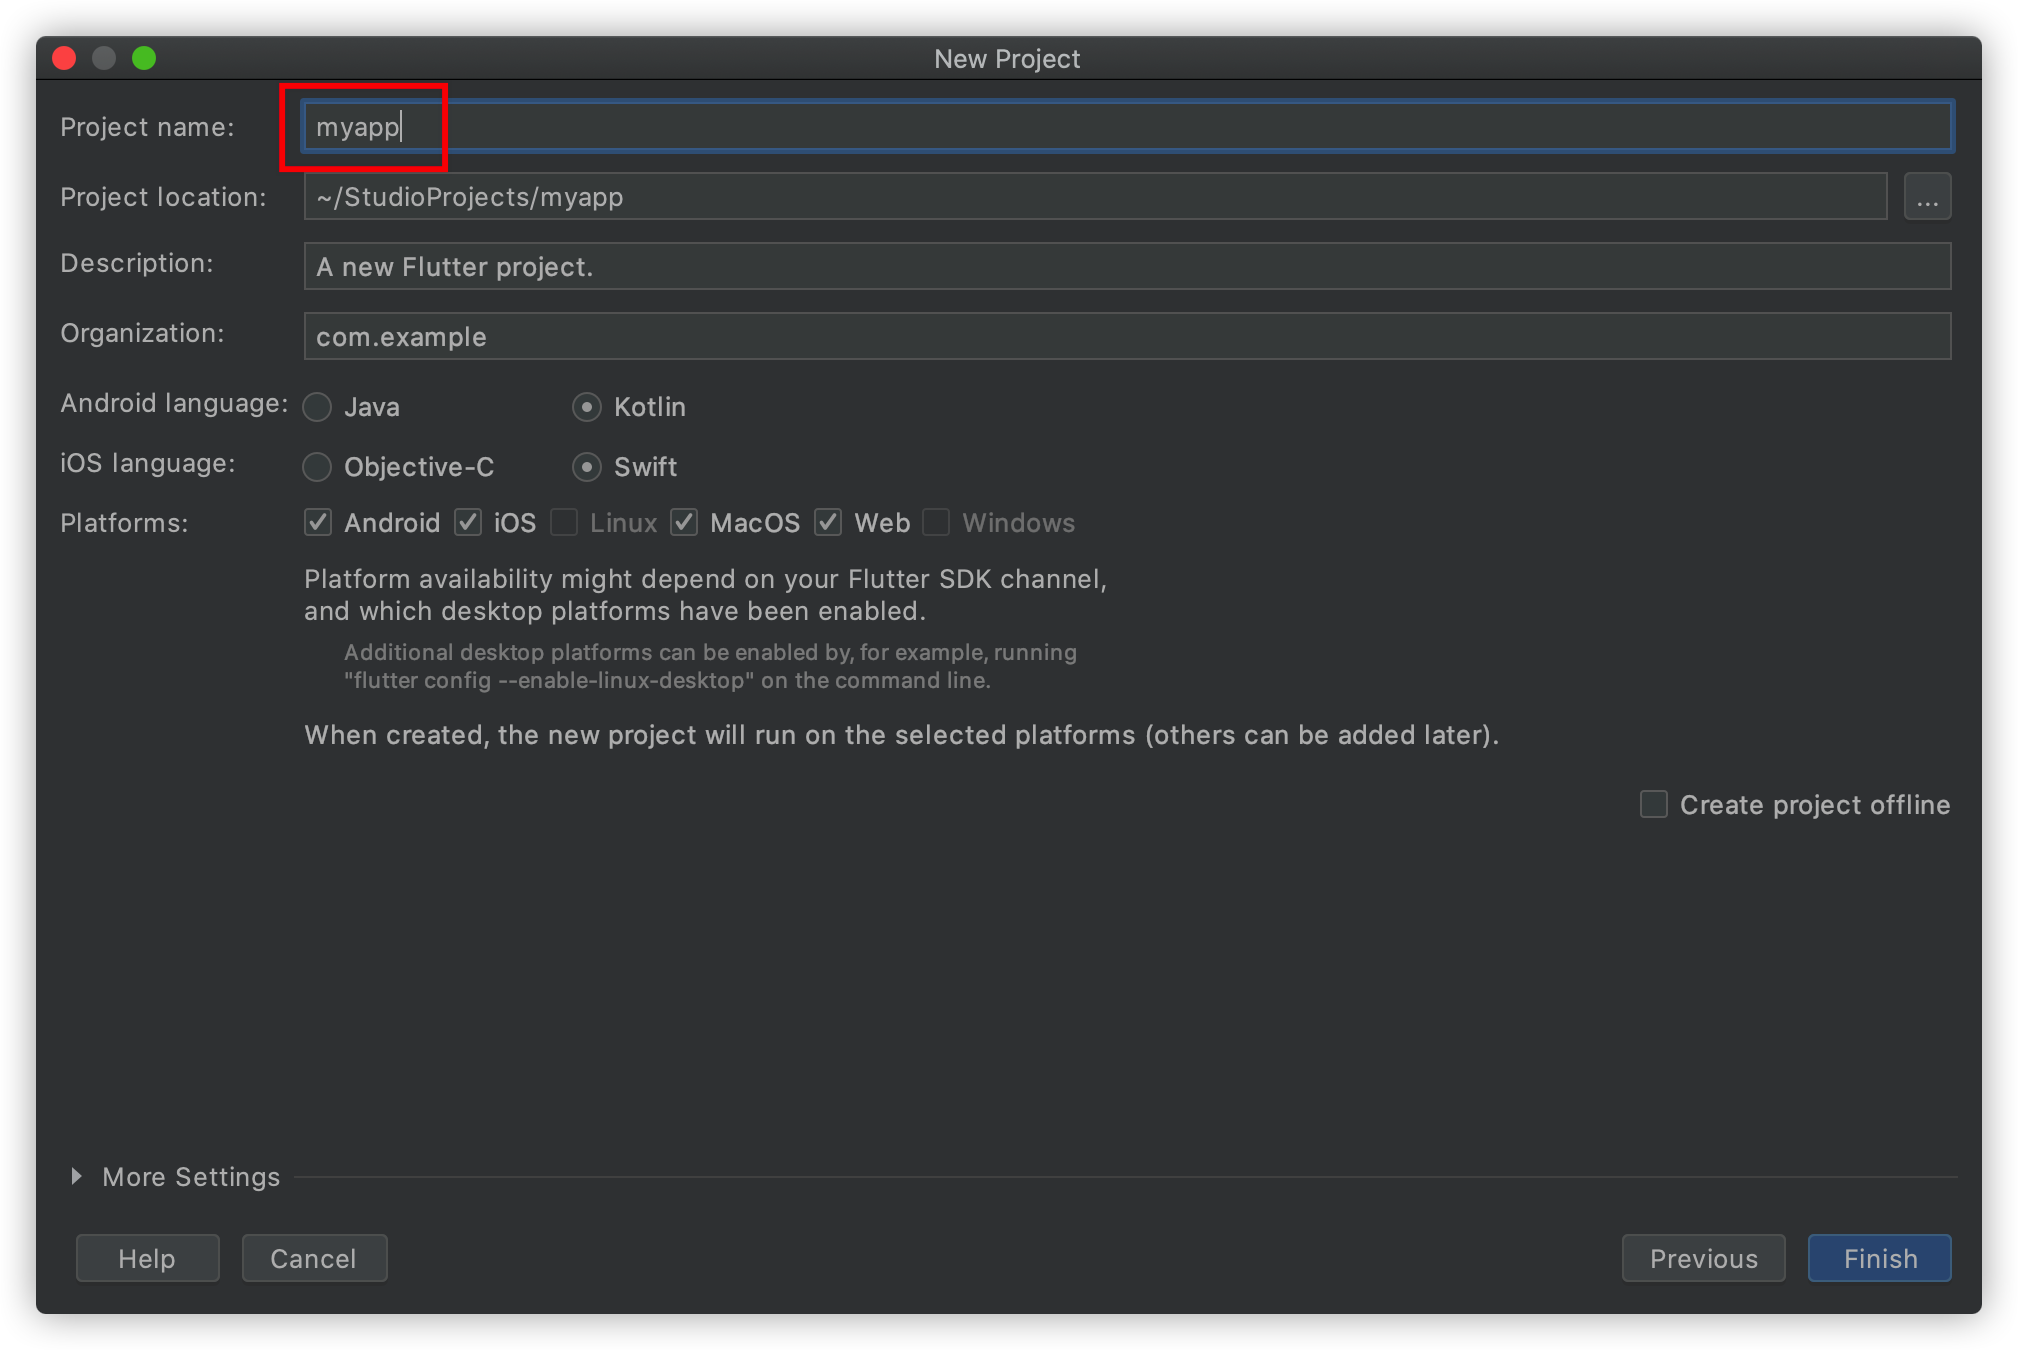 New Project
Project name: myapp
Project location: ~/StudioProjects/myapp ...
Description: A new Flutter project.
Organization: com.example
Android language: Java Kotlin
iOS language: Objective-C Swift
Platforms: Android iOS Linux MacOS Web Windows
Platform availability might depend on your Flutter SDK channel,
and which desktop platforms have been enabled.
Additional desktop platforms can be enabled by, for example, running
"flutter config --enable-linux-desktop" on the command line.
When created, the new project will run on the selected platforms (others can be added later).
Create project offline
More Settings
Help Cancel Previous Finish